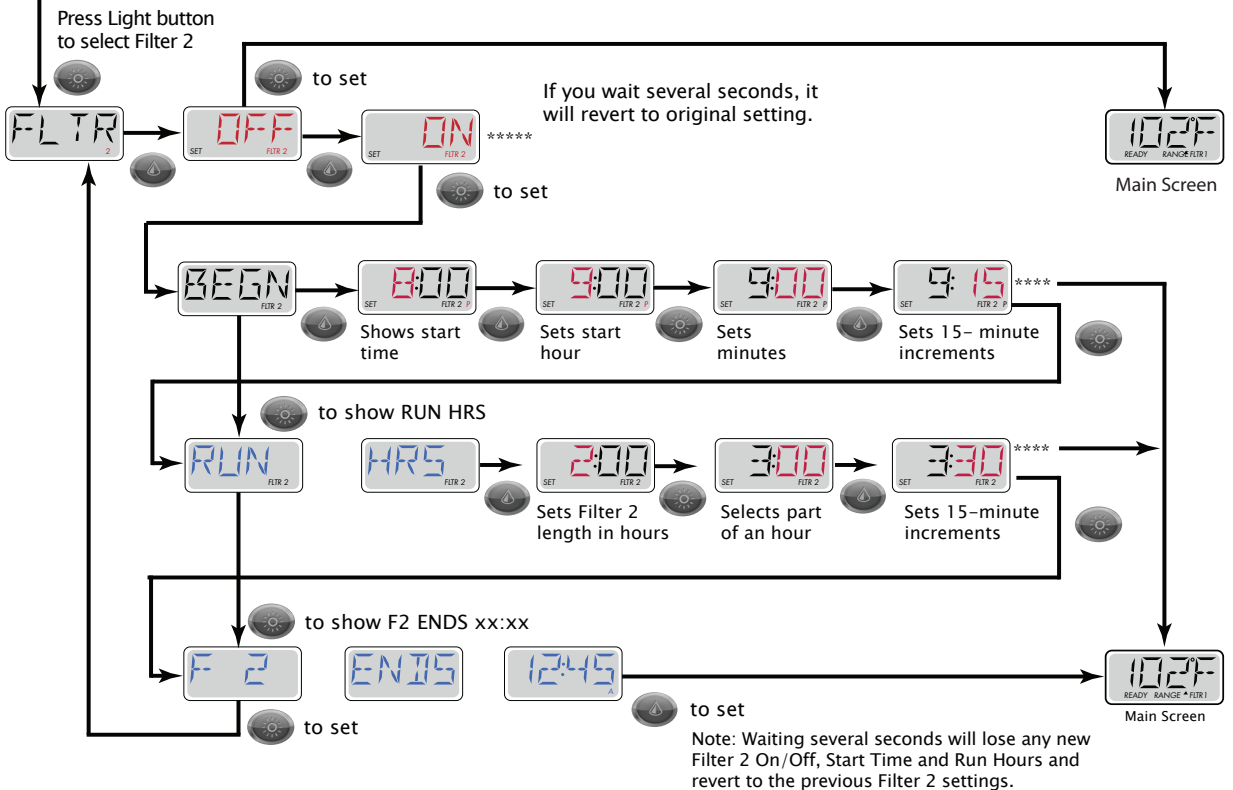 Press Light button
to select Filter 2
to set
If you wait several seconds, it
will revert to original setting.
FLTR
2
OFF
SET FLTR 2
ON
SET FLTR 2
*****
102°F
READY RANGE FLTR1
Main Screen
to set
BEGN
FLTR 2
8:00
SET FLTR 2 P
9:00
SET FLTR 2 P
9:00
SET FLTR 2 P
9:15
SET FLTR 2 P
****
Shows start
time
Sets start
hour
Sets
minutes
Sets 15- minute
increments
to show RUN HRS
RUN
FLTR 2
HRS
FLTR 2
2:00
SET FLTR 2
3:00
SET FLTR 2
3:30
SET FLTR 2
****
Sets Filter 2
length in hours
Selects part
of an hour
Sets 15-minute
increments
to show F2 ENDS xx:xx
F 2
ENDS
12:45
A
102°F
READY RANGE FLTR1
Main Screen
to set
to set
Note: Waiting several seconds will lose any new
Filter 2 On/Off, Start Time and Run Hours and
revert to the previous Filter 2 settings.